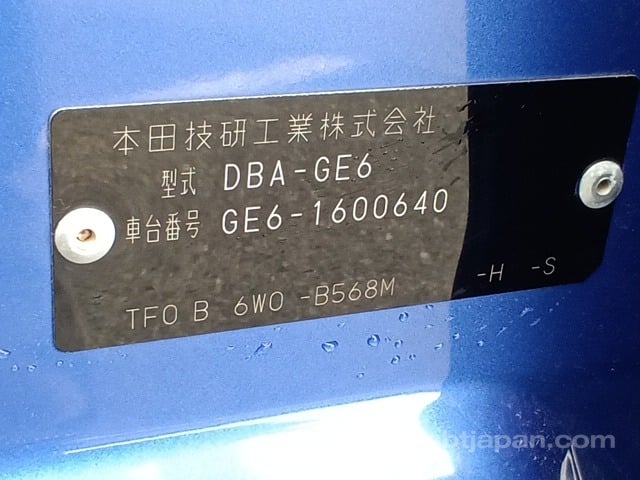 本田技研工業株式会社
型式 DBA-GE6
車台番号 GE6-1600640
TFO B 6WO -B568M -H -S
ptjapan.com